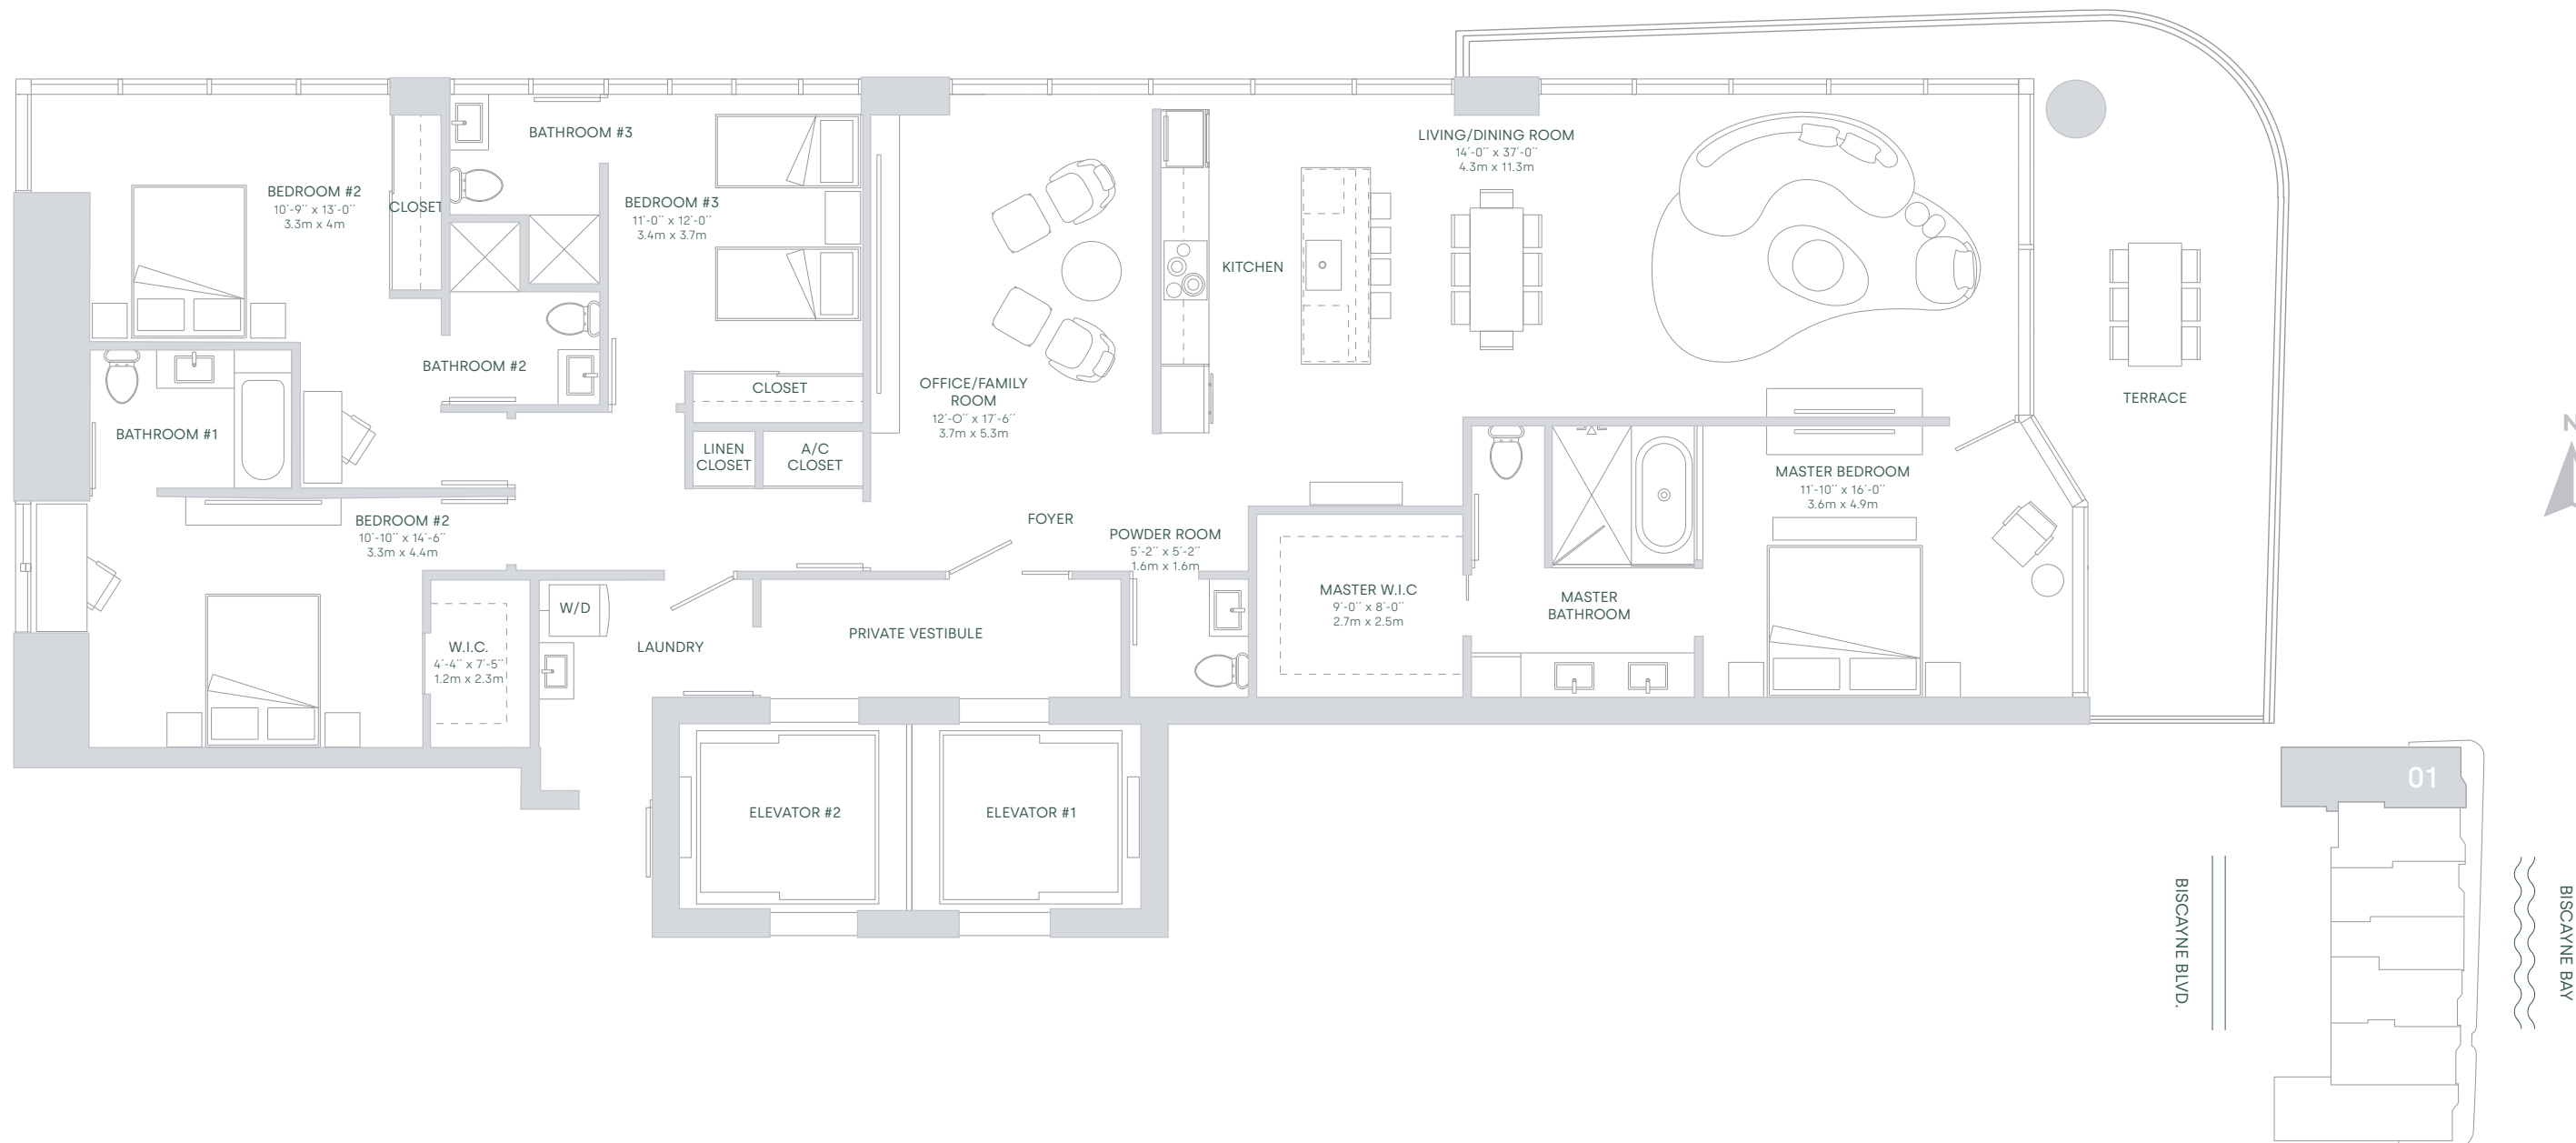 BATHROOM #3
LIVING/DINING ROOM
14´-0´´ x 37´-0´´
4.3m x 11.3m
BEDROOM #2
10´-9´´ x 13´-0´´
3.3m x 4m
CLOSET
BEDROOM #3
11´-0´´ x 12´-0´´
3.4m x 3.7m
KITCHEN
BATHROOM #2
CLOSET
OFFICE/FAMILY
ROOM
12´-O´´ x 17´-6´´
3.7m x 5.3m
TERRACE
N
BATHROOM #1
LINEN
CLOSET
A/C
CLOSET
MASTER BEDROOM
11´-10´´ x 16´-0´´
3.6m x 4.9m
BEDROOM #2
10´-10´´ x 14´-6´´
3.3m x 4.4m
FOYER
POWDER ROOM
5´-2´´ x 5´-2´´
1.6m x 1.6m
MASTER W.I.C
9´-0´´ x 8´-0´´
2.7m x 2.5m
MASTER
BATHROOM
W/D
LAUNDRY
PRIVATE VESTIBULE
W.I.C.
4´-4´´ x 7´-5´´
1.2m x 2.3m
ELEVATOR #2
ELEVATOR #1
01
BISCAYNE BLVD.
BISCAYNE BAY